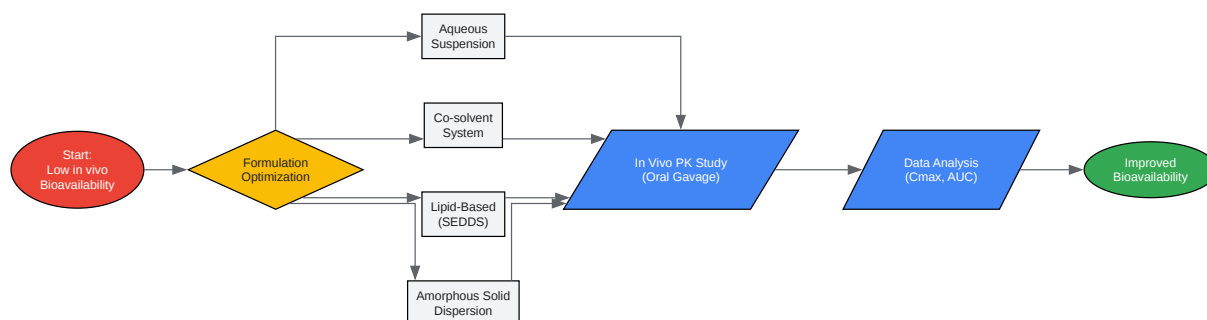 Start:
Low in vivo
Bioavailability
Formulation
Optimization
Aqueous
Suspension
Co-solvent
System
Lipid-Based
(SEDDS)
Amorphous Solid
Dispersion
In Vivo PK Study
(Oral Gavage)
Data Analysis
(Cmax, AUC)
Improved
Bioavailability